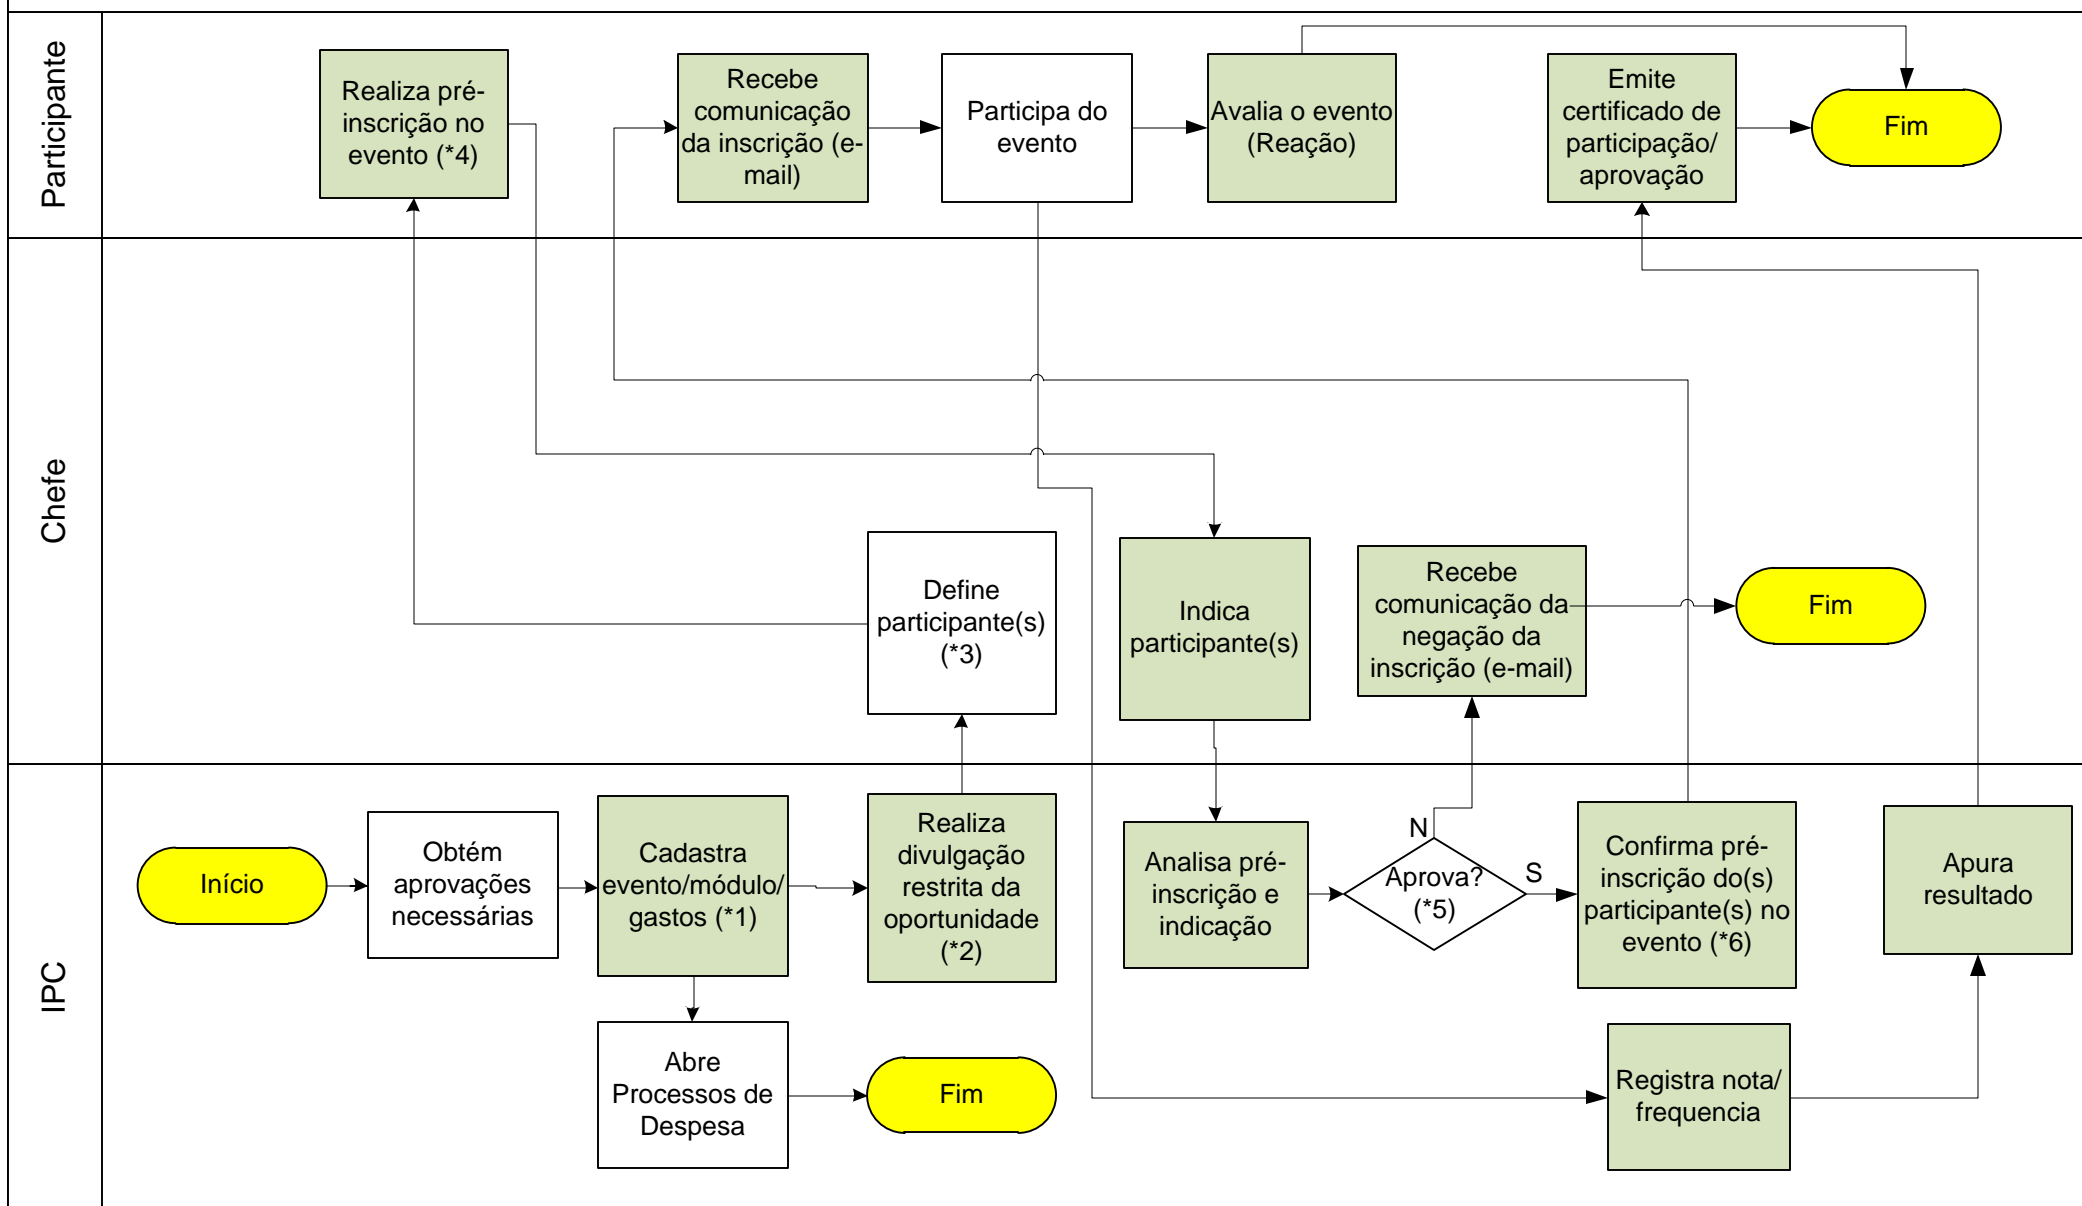 Participante
Realiza pré-
inscrição no
evento (*4)
Recebe
comunicação
da inscrição (e-
mail)
Participa do
evento
Avalia o evento
(Reação)
Emite
certificado de
participação/
aprovação
Fim
Chefe
Define
participante(s)
(*3)
Indica
participante(s)
Recebe
comunicação da
negação da
inscrição (e-mail)
Fim
IPC
Início
Obtém
aprovações
necessárias
Cadastra
evento/módulo/
gastos (*1)
Realiza
divulgação
restrita da
oportunidade
(*2)
Analisa pré-
inscrição e
indicação
N
Aprova?
(*5)
S
Confirma pré-
inscrição do(s)
participante(s) no
evento (*6)
Apura
resultado
Abre
Processos de
Despesa
Fim
Registra nota/
frequencia